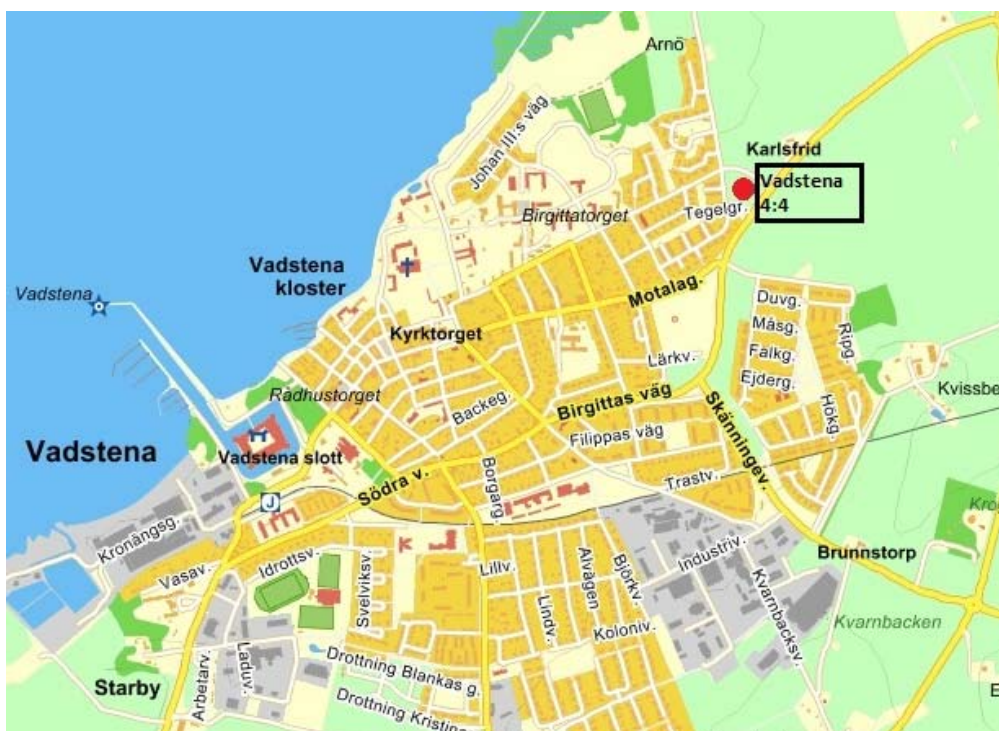 Arnö
Johan III:s väg
Karlsfrid
Vadstena
4:4
Tegelgr.
Birgittatorget
Vadstena
kloster
Vadstena
Motalag.
Kyrktorget
Duvg.
Måsg.
Falkg.
Ejderg.
Ripg.
Hökg.
Lärkv.
Kvissbe
Rådhustorget
Backeg.
Birgittas väg
Filippas väg
Skänningev.
Vadstena
Vadstena slott
Södra v.
Borgarg.
Trastv.
J
Kronängsg.
Vasav.
Idrottsv.
Svelviksv.
Lillv.
Lindv.
Alvägen
Björkv.
Koloniv.
Industriv.
Kvarnbacksv.
Brunnstorp
Kvarnbacken
Kro
Starby
Arbetarv.
Laduv.
Drottning Blankas g.
Drottning Kristin
E